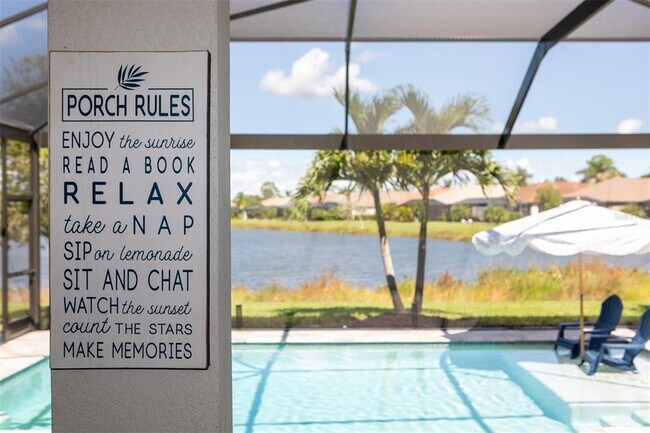 PORCH RULES
ENJOY the sunrise
READ A BOOK
RELAX
take a NAP
SIP on lemonade
SIT AND CHAT
WATCH the sunset
count THE STARS
MAKE MEMORIES